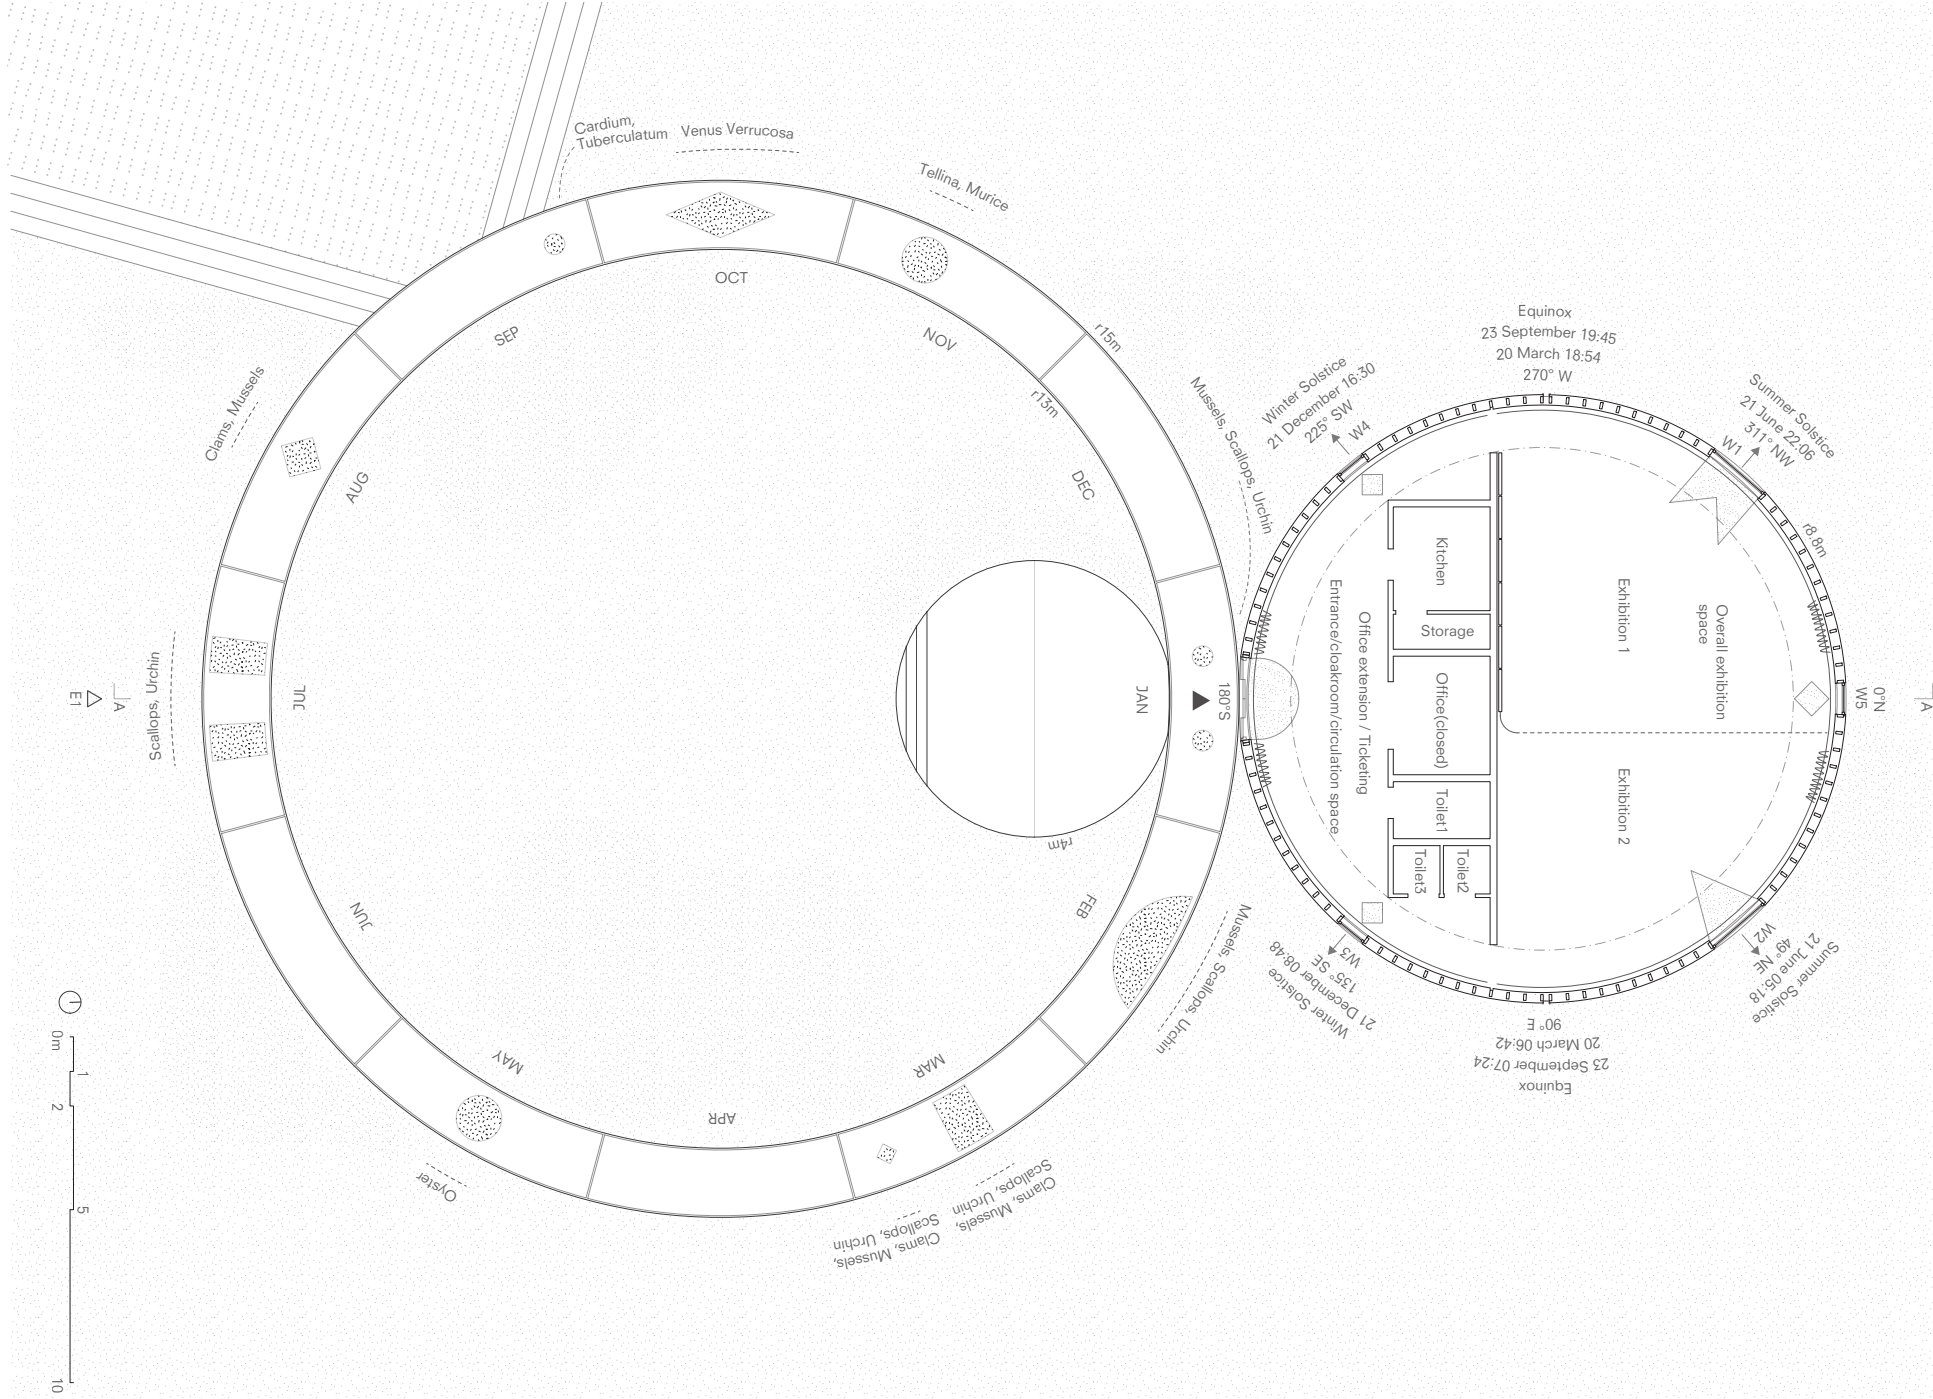 Cardium,
Tuberculatum
Venus Verrucosa
Tellina, Murice
r15m
r13m
Mussels, Scallops, Urchin
Clams, Mussels
Scallops, Urchin
Oyster
Clams, Mussels,
Scallops, Urchin
Clams, Mussels,
Scallops, Urchin
Mussels, Scallops, Urchin
OCT
NOV
DEC
JAN
FEB
MAR
APR
MAY
JUN
JUL
AUG
SEP
r4m
180°S
Equinox
23 September 19:45
20 March 18:54
270° W
Winter Solstice
21 December 16:30
225° SW
W4
Summer Solstice
21 June 22:06
311° NW
W1
r8.8m
0°N
W5
A
Summer Solstice
21 June 05:18
49° NE
W2
90° E
20 March 06:42
23 September 07:24
Equinox
W3
135° SE
21 December 08:48
Winter Solstice
Kitchen
Storage
Office(closed)
Toilet1
Toilet2
Toilet3
Office extension / Ticketing
Entrance/cloakroom/circulation space
Exhibition 1
Exhibition 2
Overall exhibition
space
A
E1
0m
1
2
5
10